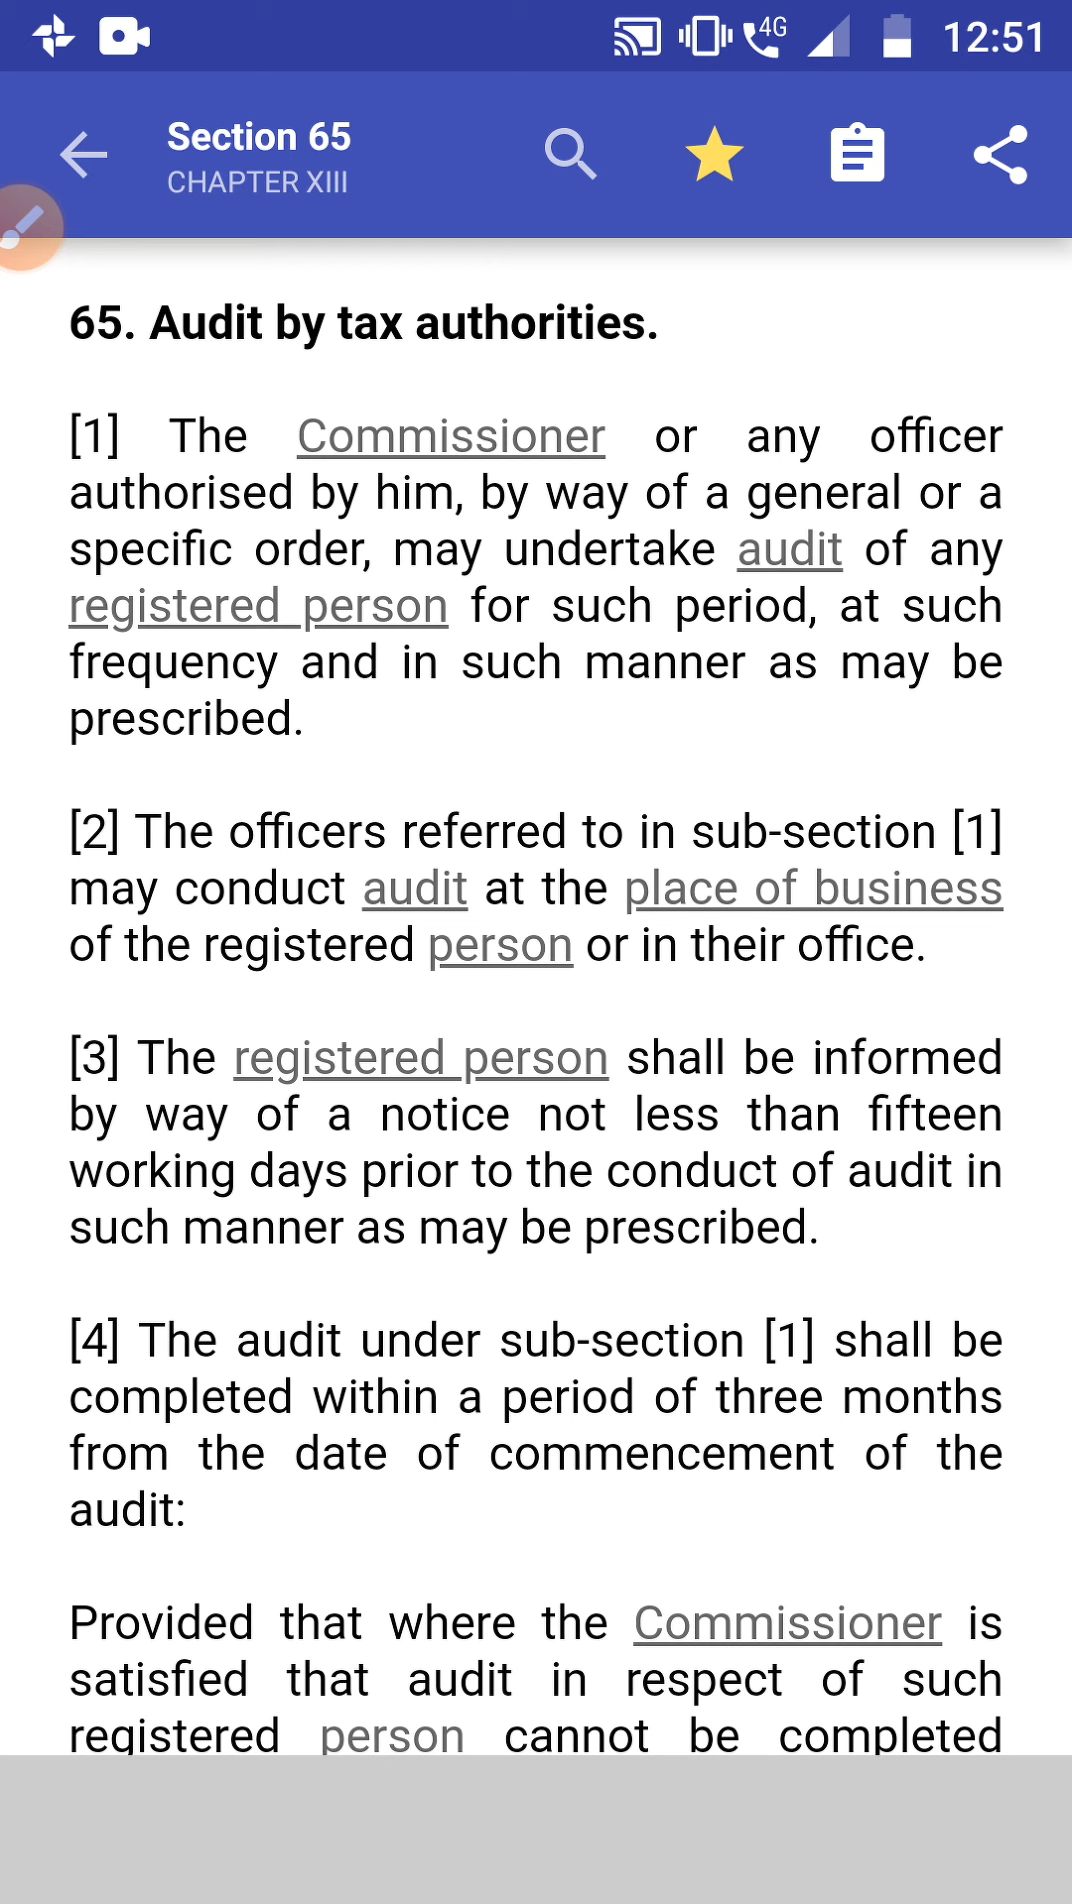 4G 12:51
Section 65
CHAPTER XIII
65. Audit by tax authorities.
[1] The Commissioner or any officer
authorised by him, by way of a general or a
specific order, may undertake audit of any
registered person for such period, at such
frequency and in such manner as may be
prescribed.
[2] The officers referred to in sub-section [1]
may conduct audit at the place of business
of the registered person or in their office.
[3] The registered person shall be informed
by way of a notice not less than fifteen
working days prior to the conduct of audit in
such manner as may be prescribed.
[4] The audit under sub-section [1] shall be
completed within a period of three months
from the date of commencement of the
audit:
Provided that where the Commissioner is
satisfied that audit in respect of such
registered person cannot be completed